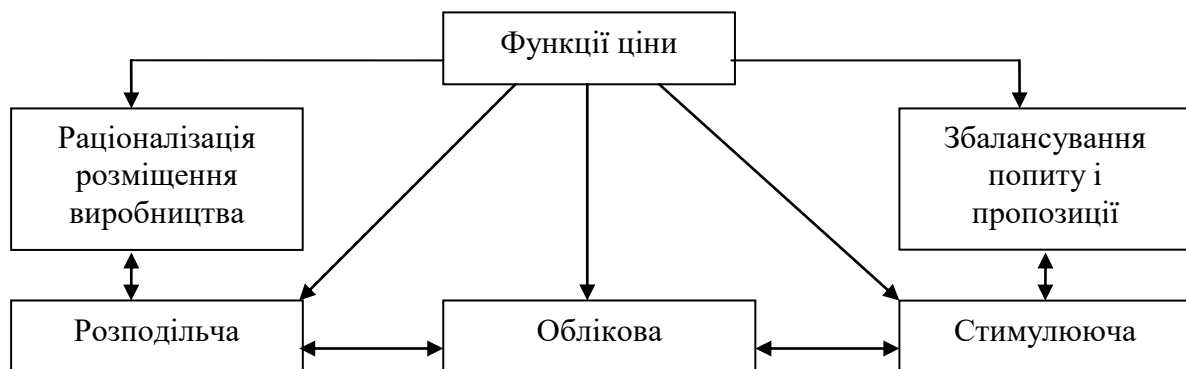 Функції ціни
Раціоналізація
розміщення
виробництва
Збалансування
попиту і
пропозиції
Розподільча
Облікова
Стимулююча